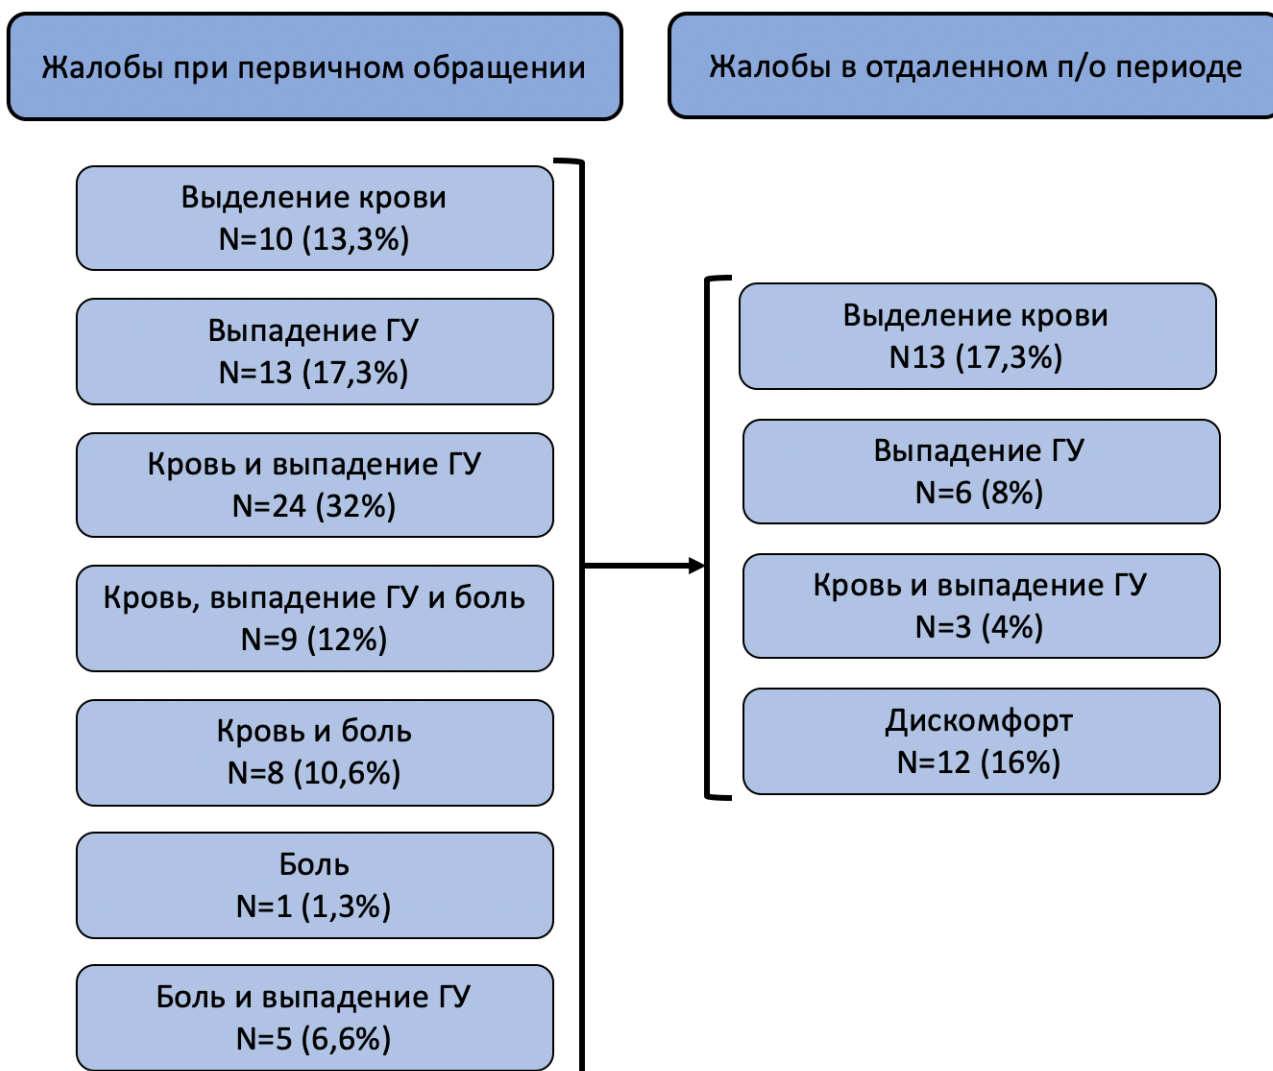 Жалобы при первичном обращении
Выделение крови
N=10 (13,3%)
Выпадение ГУ
N=13 (17,3%)
Кровь и выпадение ГУ
N=24 (32%)
Кровь, выпадение ГУ и боль
N=9 (12%)
Кровь и боль
N=8 (10,6%)
Боль
N=1 (1,3%)
Боль и выпадение ГУ
N=5 (6,6%)
Жалобы в отдаленном п/о периоде
Выделение крови
N13 (17,3%)
Выпадение ГУ
N=6 (8%)
Кровь и выпадение ГУ
N=3 (4%)
Дискомфорт
N=12 (16%)